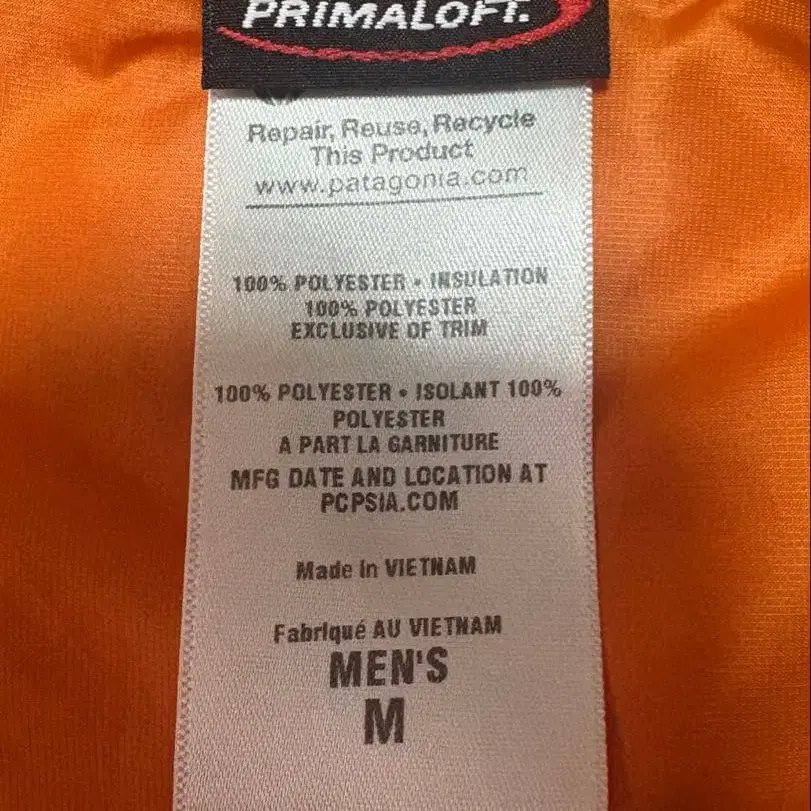 PRIMALOFT.
Repair, Reuse, Recycle
This Product
www.patagonia.com
100% POLYESTER • INSULATION
100% POLYESTER
EXCLUSIVE OF TRIM
100% POLYESTER • ISOLANT 100%
POLYESTER
A PART LA GARNITURE
MFG DATE AND LOCATION AT
PCPSIA.COM
Made in VIETNAM
Fabriqué AU VIETNAM
MEN'S
M